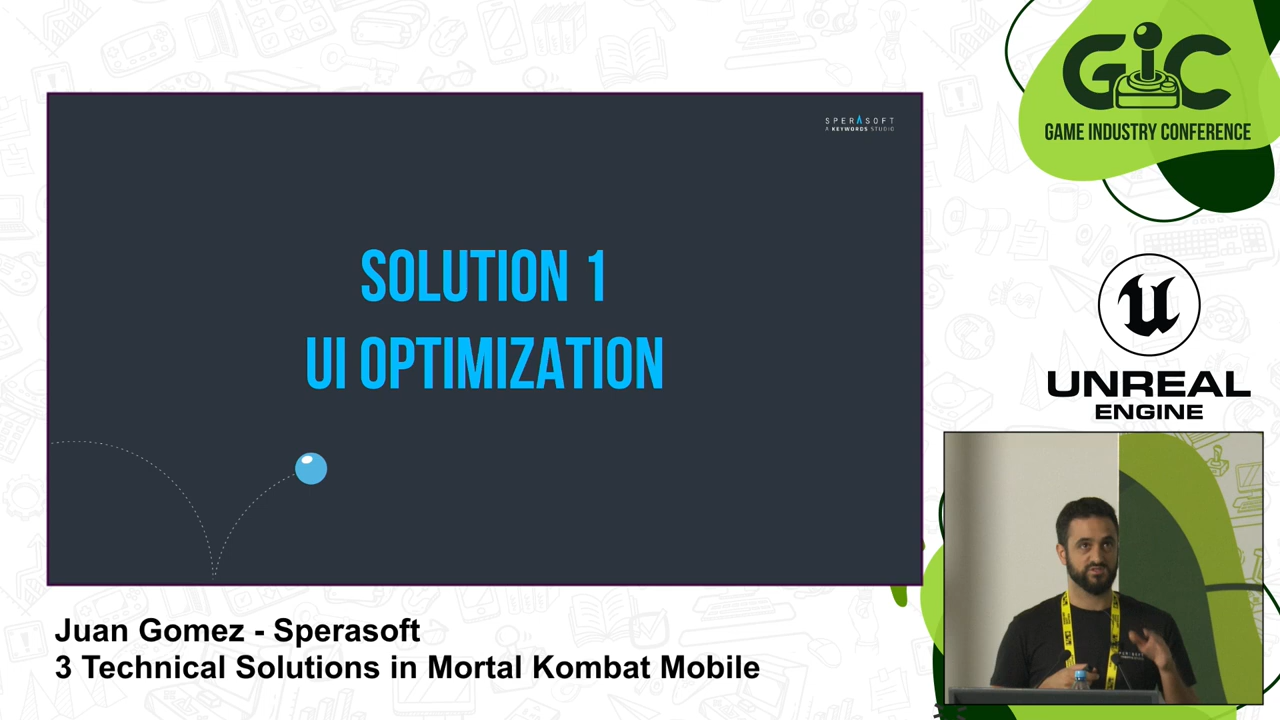 SPERASOFT
A KEYWORDS STUDIO
SOLUTION 1
UI OPTIMIZATION
Juan Gomez - Sperasoft
3 Technical Solutions in Mortal Kombat Mobile
GIC
GAME INDUSTRY CONFERENCE
UNREAL
ENGINE